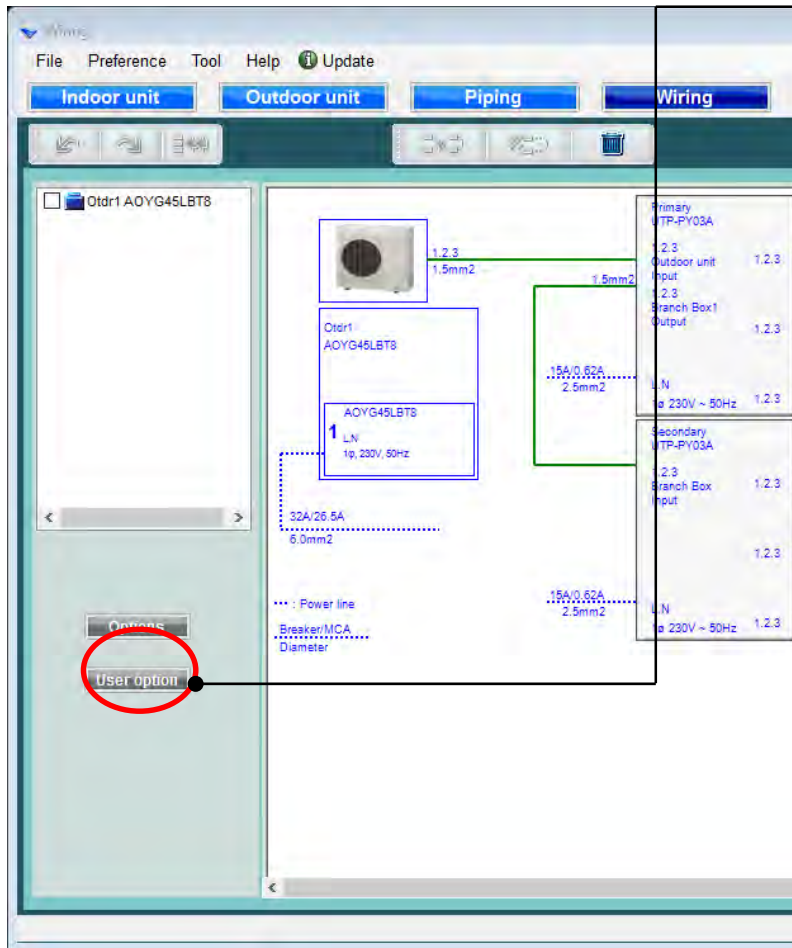 Wiring
File Preference Tool Help Update
Indoor unit Outdoor unit Piping Wiring
Otdr1 AOYG45LBT8
1.2.3
1.5mm2
Otdr1
AOYG45LBT8
AOYG45LBT8
1 L.N
1φ, 230V, 50Hz
32A/26.5A
6.0mm2
··· : Power line
Breaker/MCA
Diameter
1.5mm2
15A/0.62A
2.5mm2
15A/0.62A
2.5mm2
Primary
UTP-PY03A
1.2.3
Outdoor unit 1.2.3
Input
1.2.3
Branch Box1
Output 1.2.3
L.N
1ø 230V ~ 50Hz 1.2.3
Secondary
UTP-PY03A
1.2.3
Branch Box 1.2.3
Input
1.2.3
L.N
1ø 230V ~ 50Hz 1.2.3
Options
User option